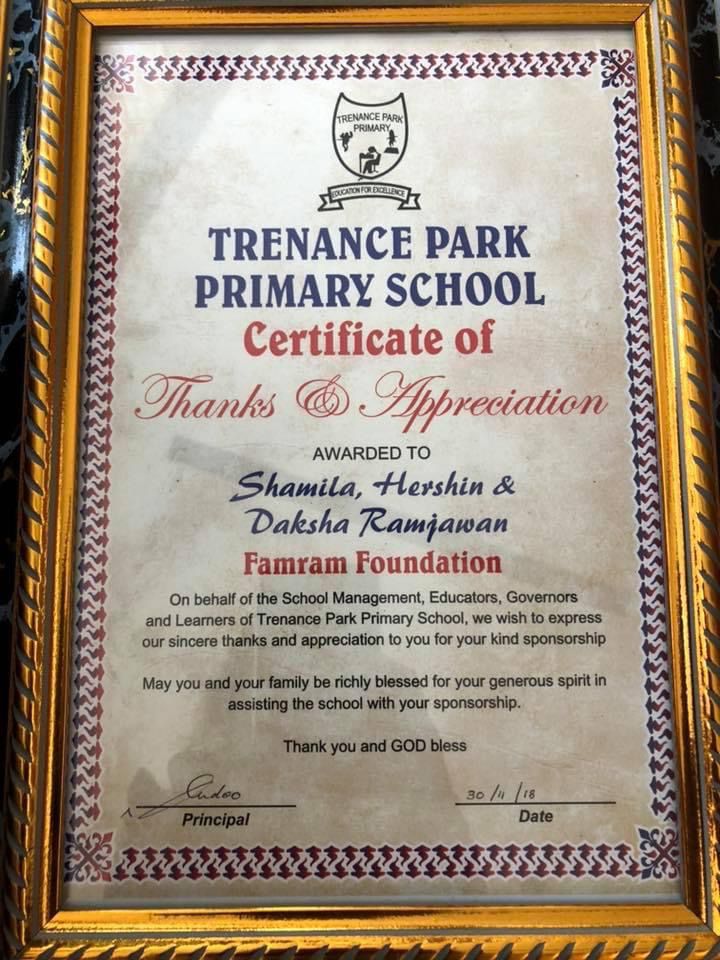 TRENANCE PARK
PRIMARY
EDUCATION FOR EXCELLENCE
TRENANCE PARK
PRIMARY SCHOOL
Certificate of
Thanks & Appreciation
AWARDED TO
Shamila, Hershin &
Daksha Ramjawan
Famram Foundation
On behalf of the School Management, Educators, Governors
and Learners of Trenance Park Primary School, we wish to express
our sincere thanks and appreciation to you for your kind sponsorship
May you and your family be richly blessed for your generous spirit in
assisting the school with your sponsorship.
Thank you and GOD bless
30/11/18
Principal
Date